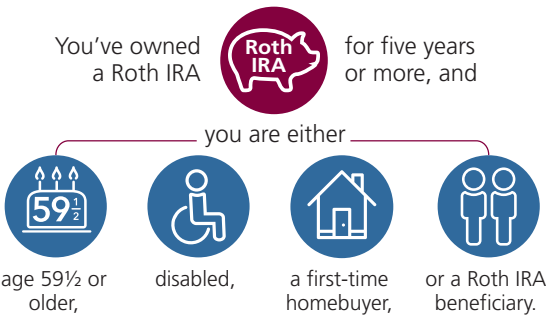 You’ve owned
a Roth IRA
Roth
IRA
for five years
or more, and
you are either
59½
age 59½ or
older,
disabled,
a first-time
homebuyer,
or a Roth IRA
beneficiary.